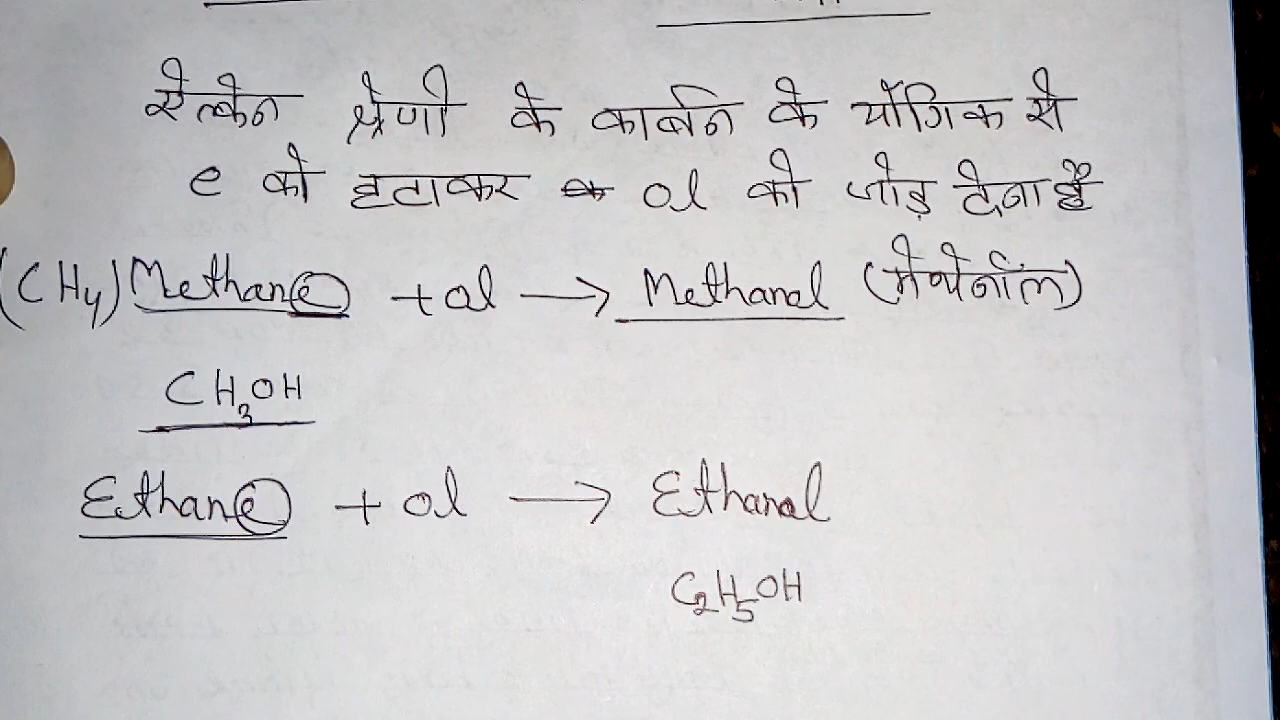 ऐल्केन श्रेणी के कार्बन के यौगिक से
e को हटाकर ol को जोड़ देना है
(CH4) Methane + ol → Methanol (मेथेनॉल)
CH3OH
Ethane + ol → Ethanol
C2H5OH